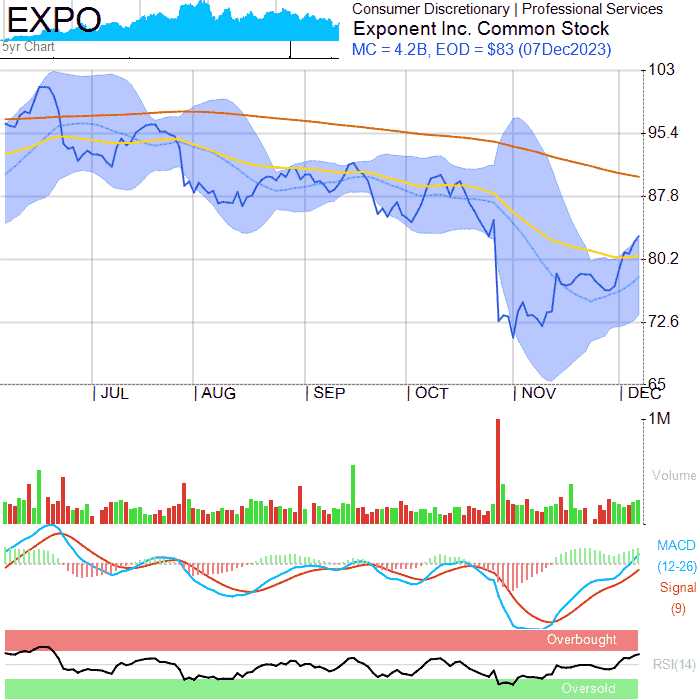 EXPO
5yr Chart
Consumer Discretionary | Professional Services
Exponent Inc. Common Stock
MC = 4.2B, EOD = $83 (07Dec2023)
103
95.4
87.8
80.2
72.6
65
JUL AUG SEP OCT NOV DEC
1M
Volume
MACD
(12-26)
Signal
(9)
Overbought
RSI(14)
Oversold